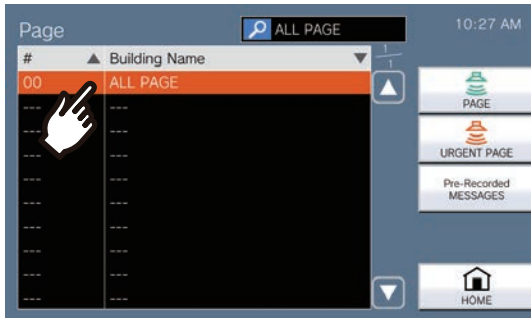 Page
ALL PAGE
10:27 AM
# ▲ Building Name ▼
1/1
00 ALL PAGE
--- ---
--- ---
--- ---
--- ---
--- ---
--- ---
--- ---
--- ---
--- ---
PAGE
URGENT PAGE
Pre-Recorded
MESSAGES
HOME